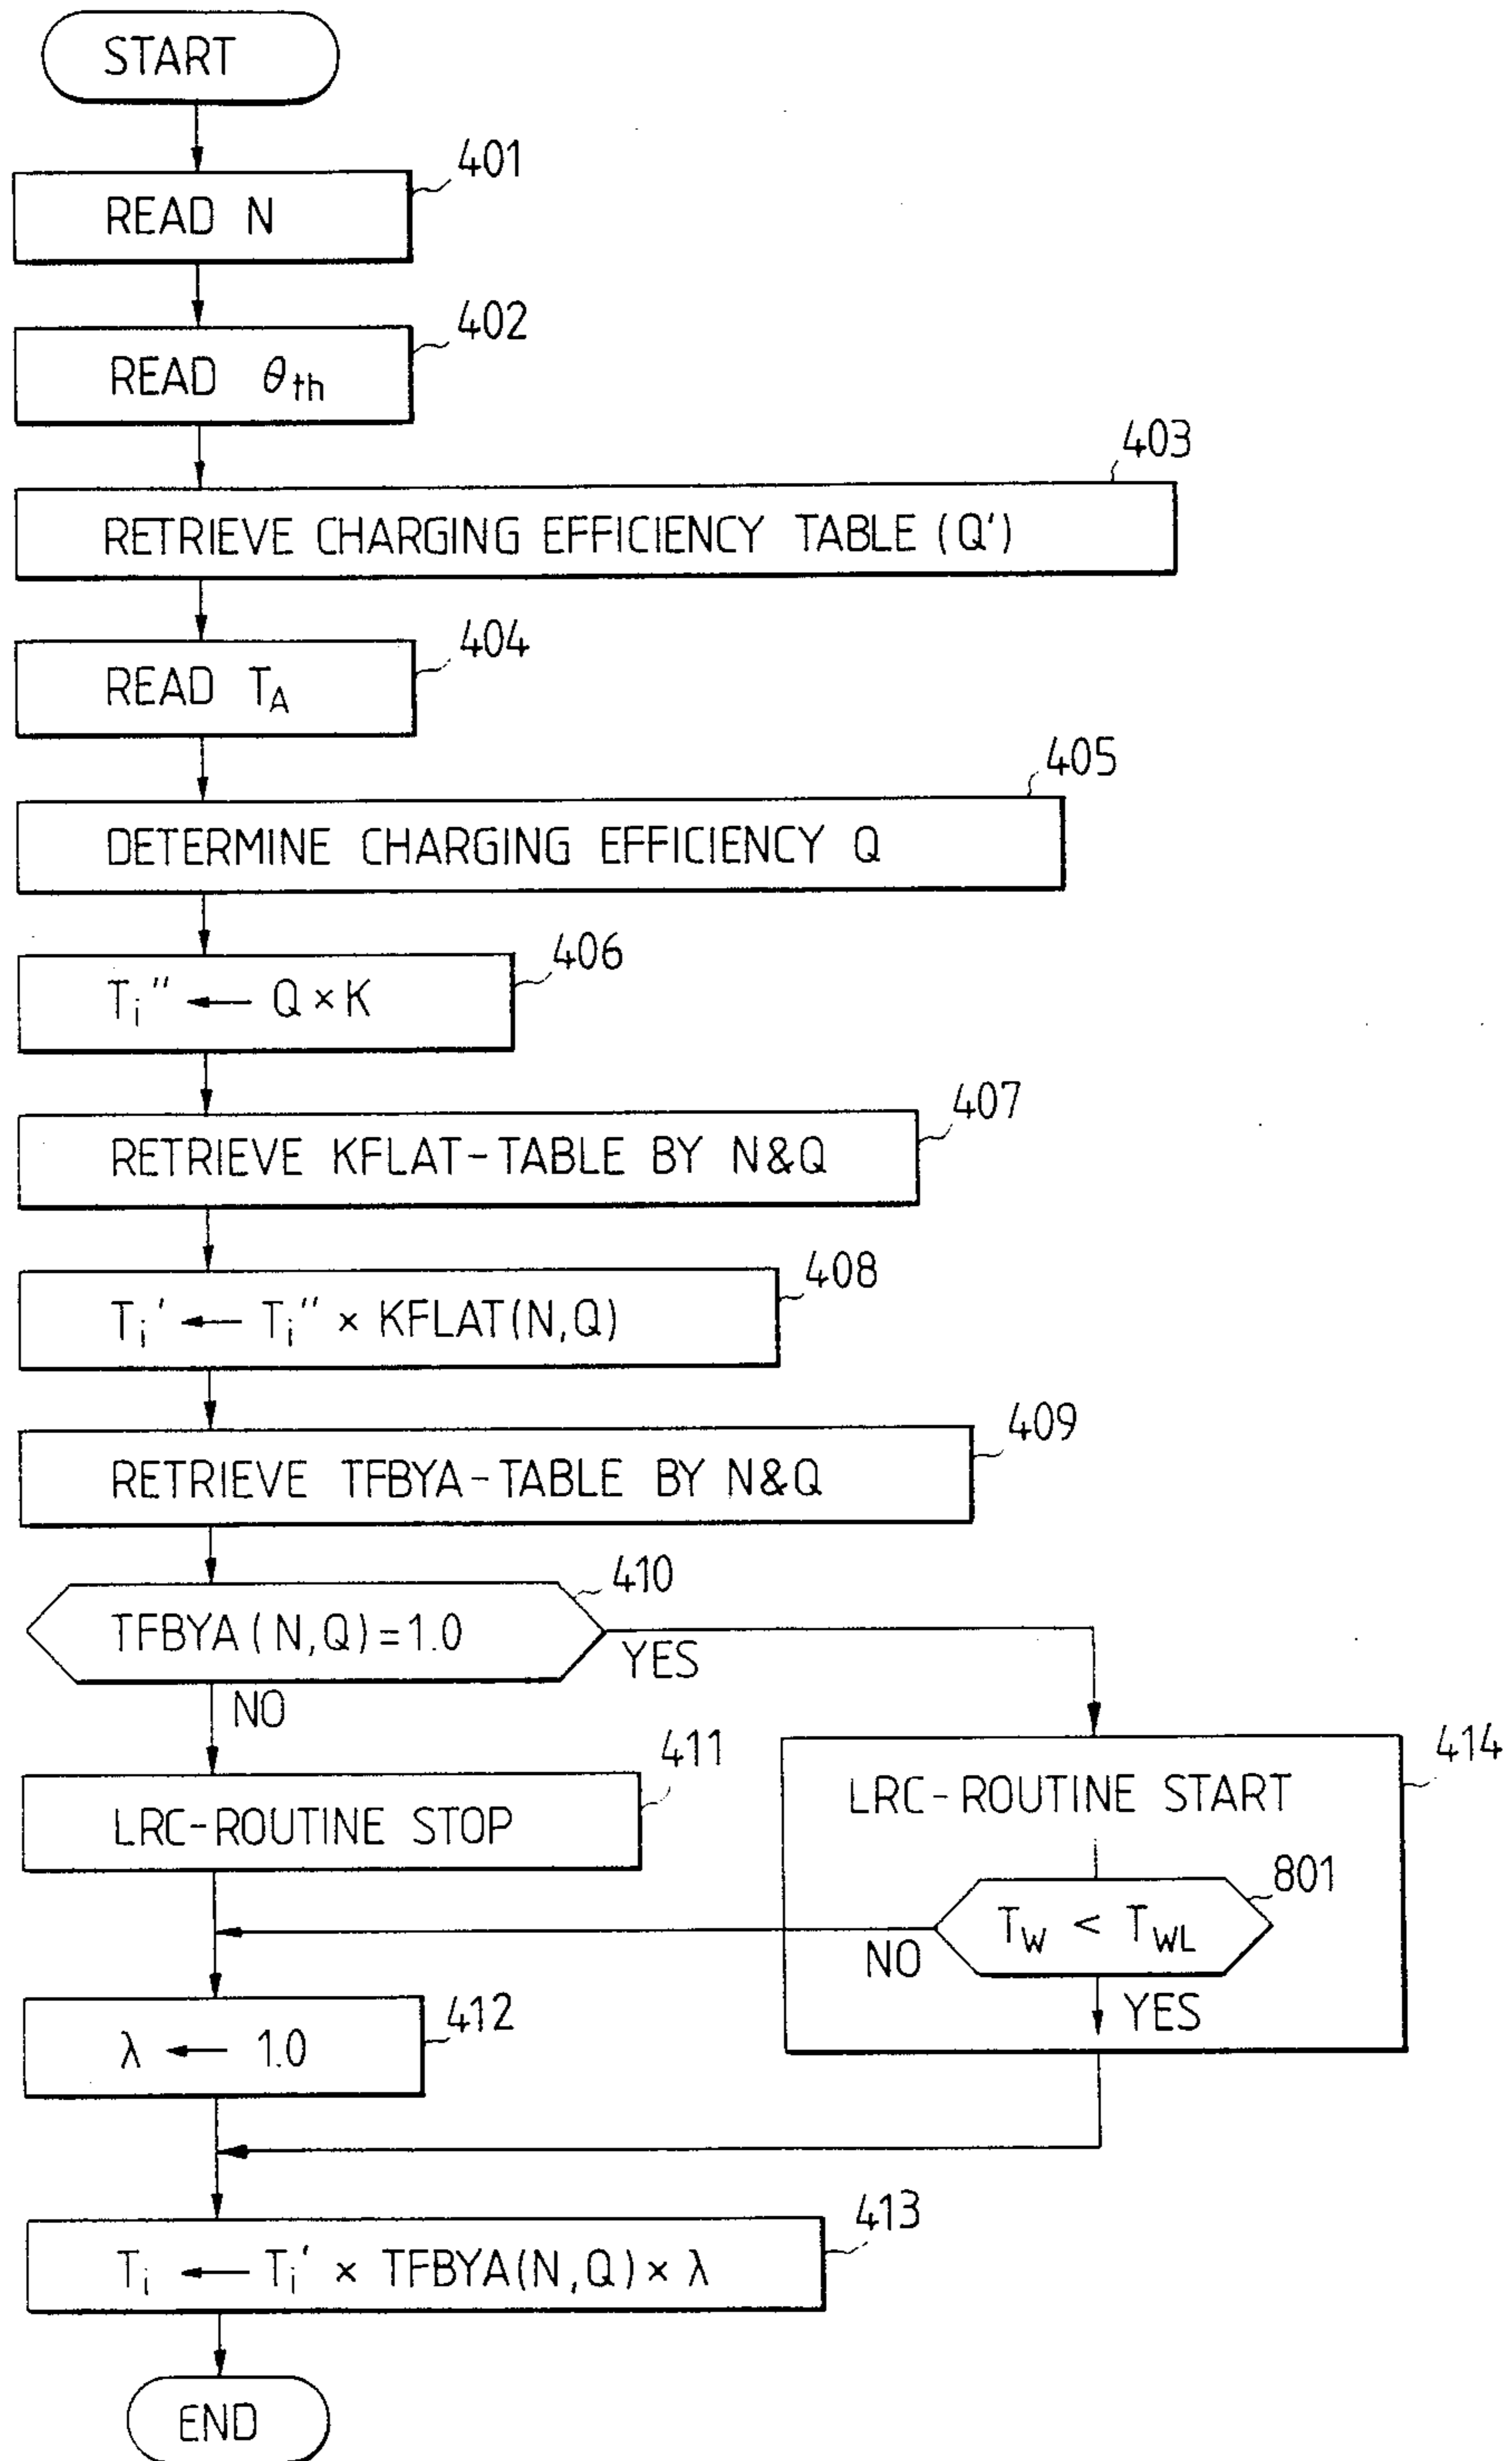 START
401
READ N
402
READ θth
403
RETRIEVE CHARGING EFFICIENCY TABLE (Q')
404
READ TA
405
DETERMINE CHARGING EFFICIENCY Q
406
Ti'' ← Q × K
407
RETRIEVE KFLAT-TABLE BY N&Q
408
Ti' ← Ti'' × KFLAT(N,Q)
409
RETRIEVE TFBYA-TABLE BY N&Q
410
TFBYA(N,Q)=1.0
YES
NO
411
LRC-ROUTINE STOP
414
LRC-ROUTINE START
801
TW < TWL
NO
YES
412
λ ← 1.0
413
Ti ← Ti' × TFBYA(N,Q) × λ
END